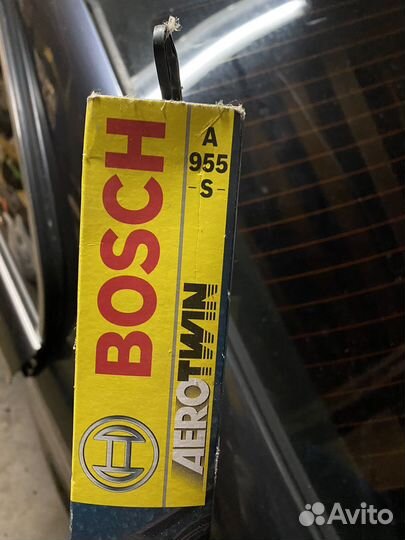 BOSCH
A
955
-S-
AEROTWIN
Avito